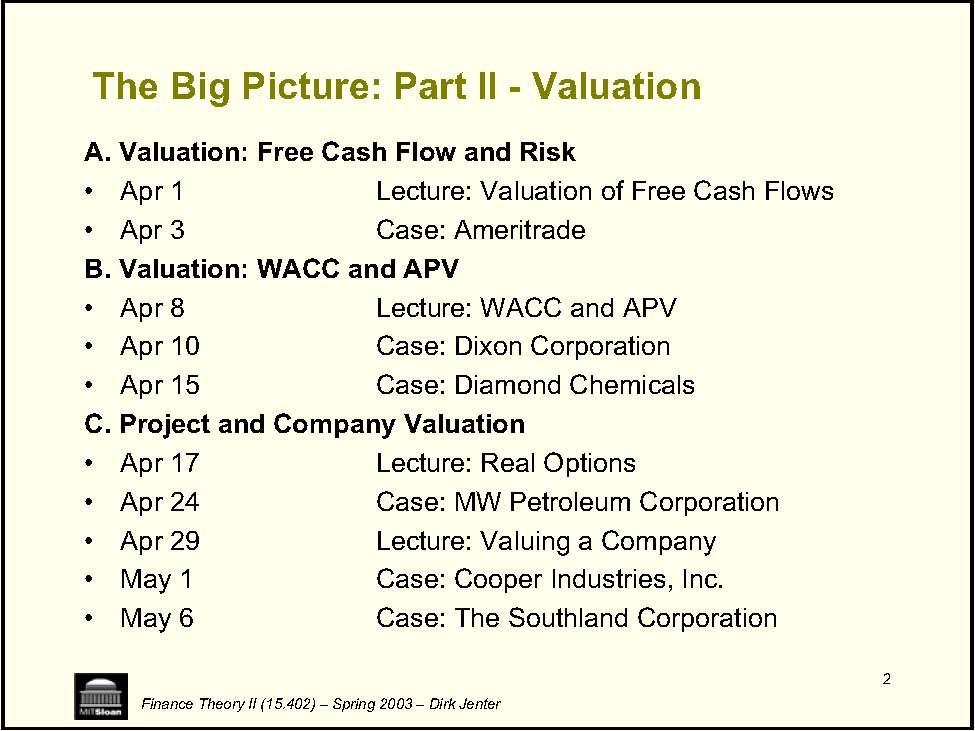 The Big Picture: Part II - Valuation
A. Valuation: Free Cash Flow and Risk
• Apr 1 Lecture: Valuation of Free Cash Flows
• Apr 3 Case: Ameritrade
B. Valuation: WACC and APV
• Apr 8 Lecture: WACC and APV
• Apr 10 Case: Dixon Corporation
• Apr 15 Case: Diamond Chemicals
C. Project and Company Valuation
• Apr 17 Lecture: Real Options
• Apr 24 Case: MW Petroleum Corporation
• Apr 29 Lecture: Valuing a Company
• May 1 Case: Cooper Industries, Inc.
• May 6 Case: The Southland Corporation
2
MITSloan
Finance Theory II (15.402) – Spring 2003 – Dirk Jenter